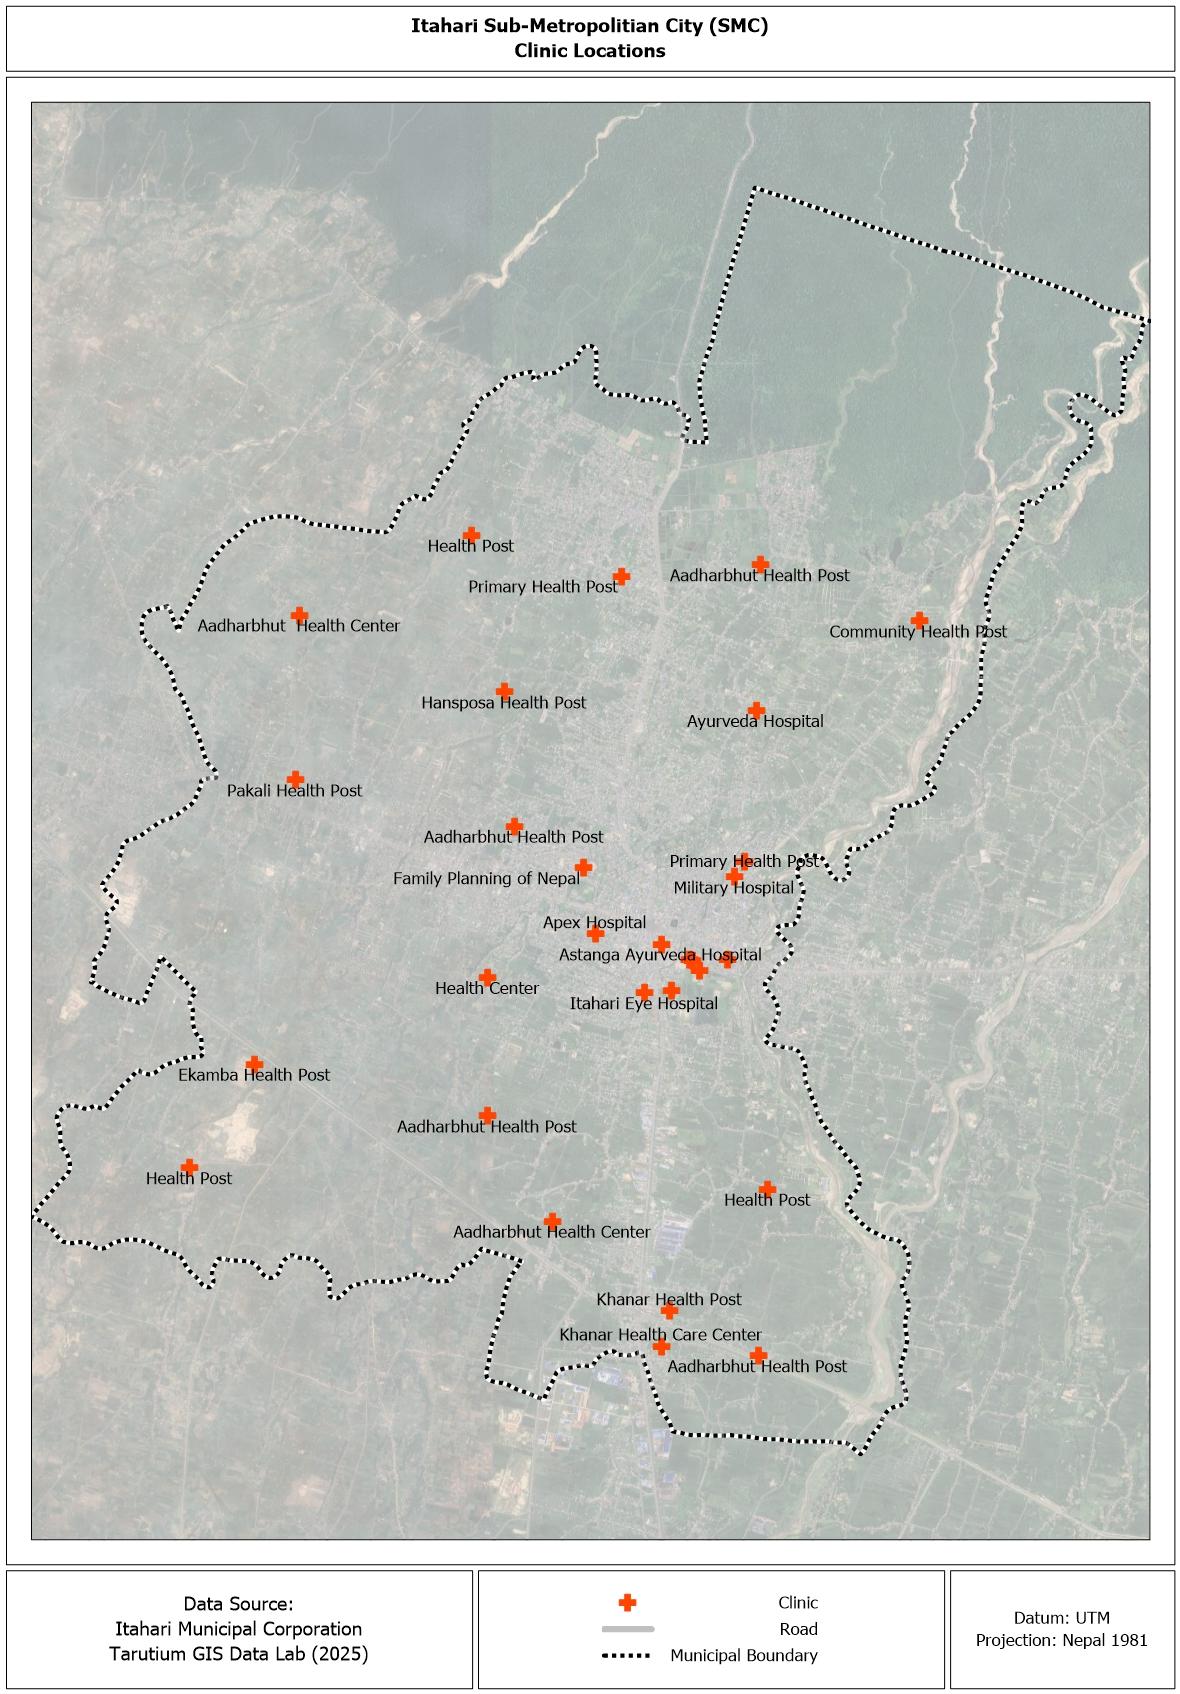 Itahari Sub-Metropolitian City (SMC)
Clinic Locations
Health Post
Aadharbhut Health Post
Primary Health Post
Aadharbhut  Health Center
Community Health Post
Hansposa Health Post
Ayurveda Hospital
Pakali Health Post
Aadharbhut Health Post
Primary Health Post
Family Planning of Nepal
Military Hospital
Apex Hospital
Astanga Ayurveda Hospital
Health Center
Itahari Eye Hospital
Ekamba Health Post
Aadharbhut Health Post
Health Post
Health Post
Aadharbhut Health Center
Khanar Health Post
Khanar Health Care Center
Aadharbhut Health Post
Data Source:
Itahari Municipal Corporation
Tarutium GIS Data Lab (2025)
Clinic
Road
Municipal Boundary
Datum: UTM
Projection: Nepal 1981